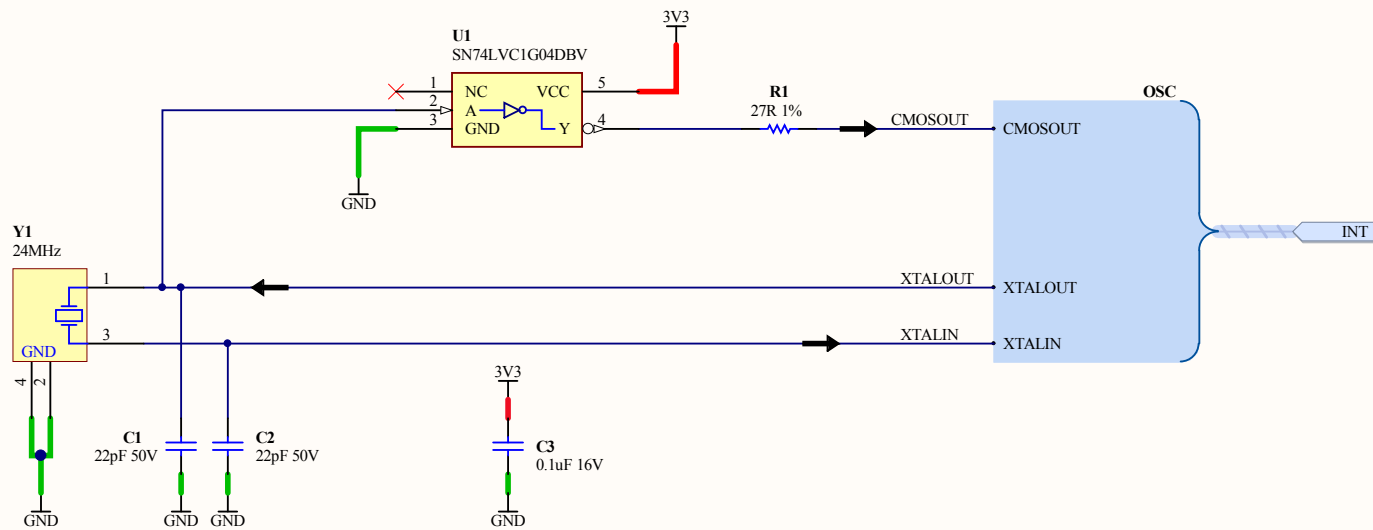 3V3
U1
SN74LVC1G04DBV
1 NC VCC 5
2 A
3 GND Y 4
R1
27R 1%
CMOSOUT
OSC
CMOSOUT
GND
INT
Y1
24MHz
1
XTALOUT
XTALOUT
3
XTALIN
XTALIN
GND
4
2
3V3
C1
22pF 50V
C2
22pF 50V
C3
0.1uF 16V
GND
GND
GND
GND